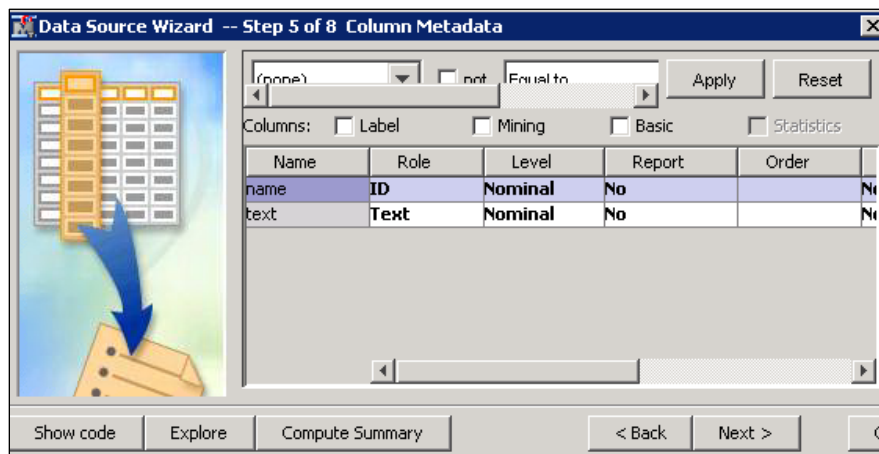 Data Source Wizard -- Step 5 of 8 Column Metadata
(none) not Equal to Apply Reset
Columns: Label Mining Basic Statistics
Name Role Level Report Order
name ID Nominal No
text Text Nominal No
Show code Explore Compute Summary < Back Next >